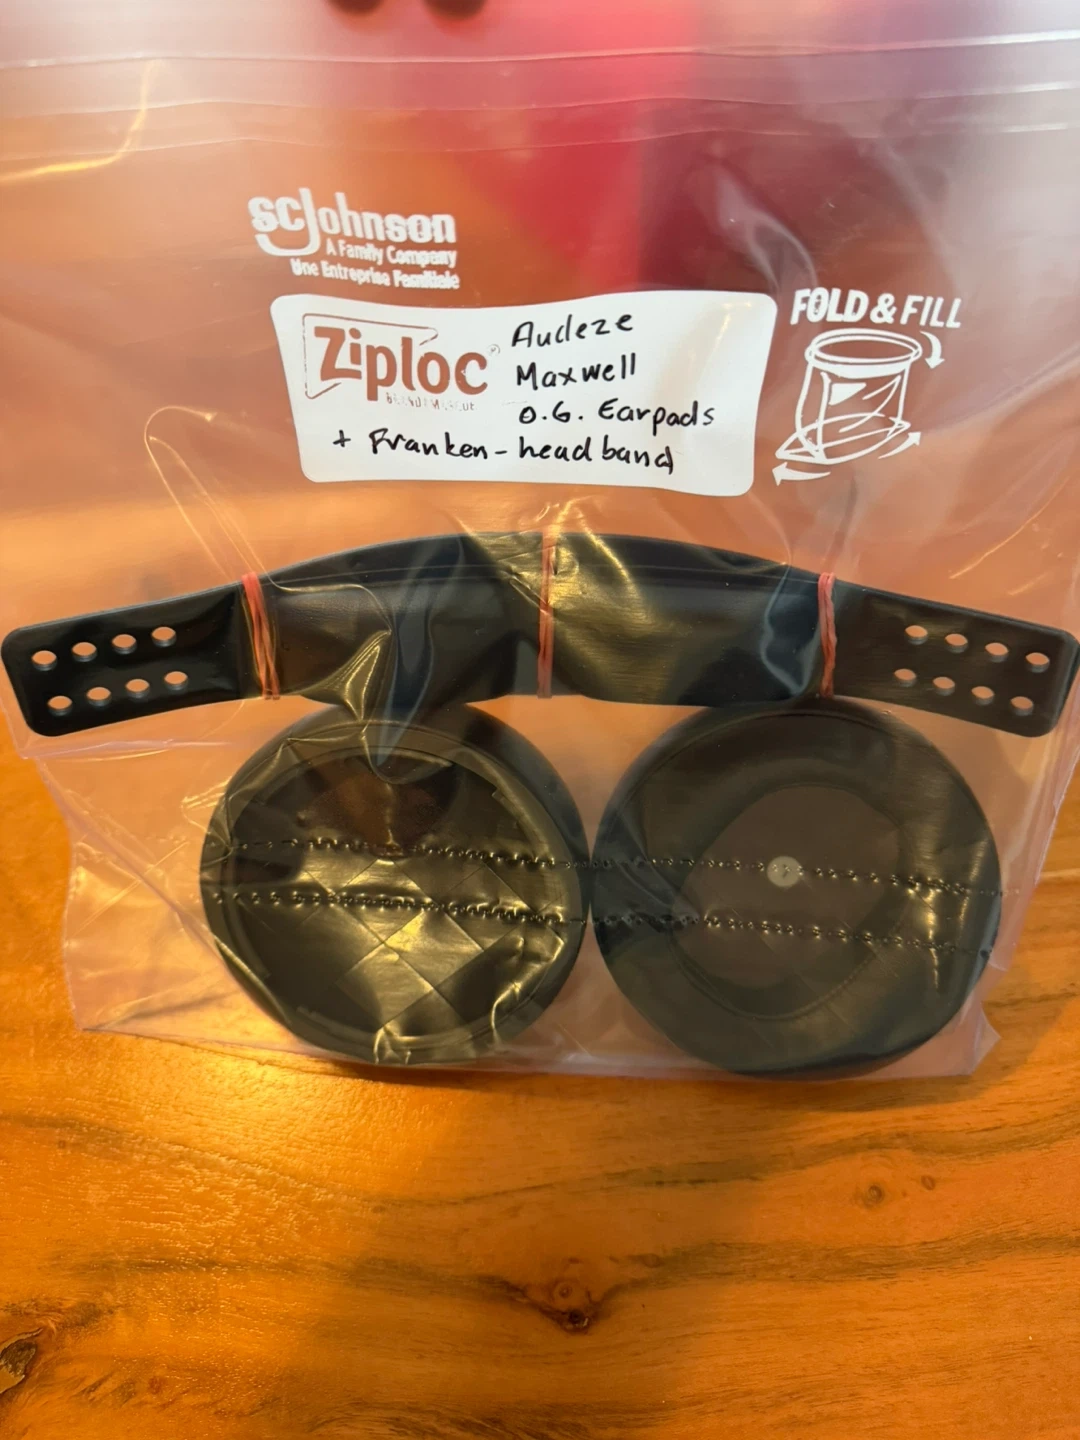 scJohnson
A Family Company
Une Entreprise Familiale
Ziploc®
Audeze
Maxwell
O.G. Earpads
+ Franken-headband
FOLD & FILL